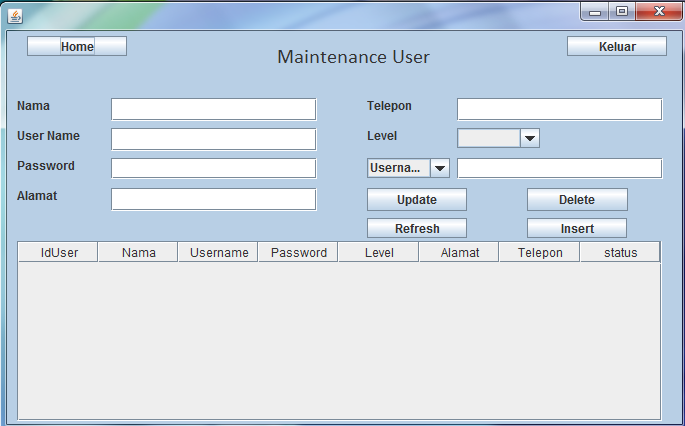 Home Keluar
Maintenance User
Nama Telepon
User Name Level
Password Userna...
Alamat Update Delete
Refresh Insert
IdUser Nama Username Password Level Alamat Telepon status